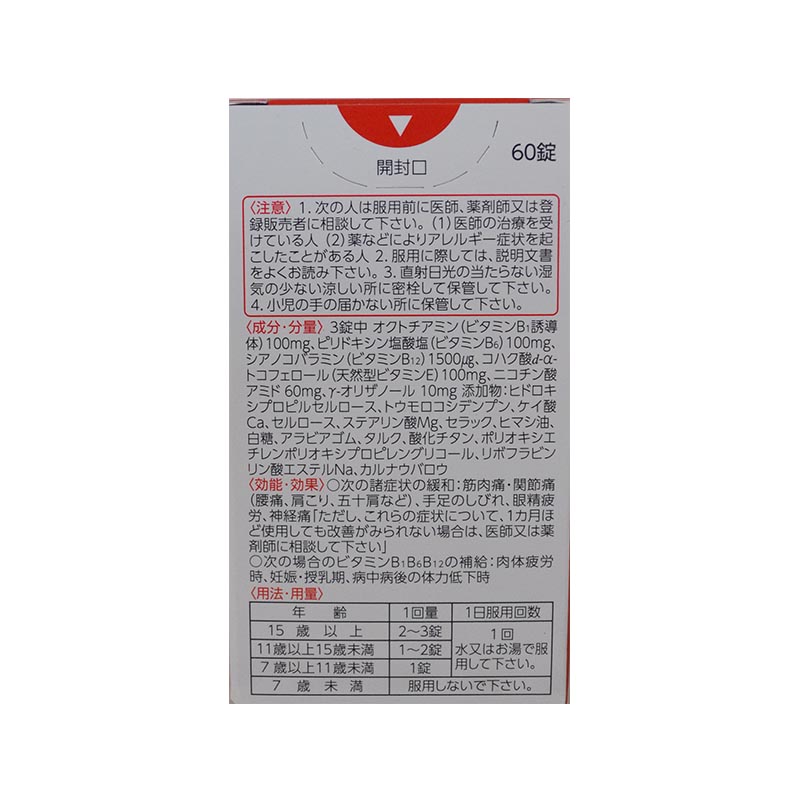 60錠
開封口
〈注意〉1. 次の人は服用前に医師、薬剤師又は登
録販売者に相談して下さい。(1)医師の治療を受
けている人 (2)薬などによりアレルギー症状を起
こしたことがある人 2. 服用に際しては、説明文書
をよくお読み下さい。3. 直射日光の当たらない湿
気の少ない涼しい所に密栓して保管して下さい。
4. 小児の手の届かない所に保管して下さい。
〈成分・分量〉3錠中 オクトチアミン(ビタミンB1誘導
体)100mg、ピリドキシン塩酸塩(ビタミンB6)100mg、
シアノコバラミン(ビタミンB12)1500μg、コハク酸d-α-
トコフェロール(天然型ビタミンE)100mg、ニコチン酸
アミド60mg、γ-オリザノール 10mg 添加物:ヒドロキ
シプロピルセルロース、トウモロコシデンプン、ケイ酸
Ca、セルロース、ステアリン酸Mg、セラック、ヒマシ油、
白糖、アラビアゴム、タルク、酸化チタン、ポリオキシエ
チレンポリオキシプロピレングリコール、リボフラビン
リン酸エステルNa、カルナウバロウ
〈効能・効果〉○次の諸症状の緩和:筋肉痛・関節痛
(腰痛、肩こり、五十肩など)、手足のしびれ、眼精疲
労、神経痛「ただし、これらの症状について、1カ月ほ
ど使用しても改善がみられない場合は、医師又は薬
剤師に相談して下さい」
○次の場合のビタミンB1B6B12の補給:肉体疲労
時、妊娠・授乳期、病中病後の体力低下時
〈用法・用量〉
年 齢 1回量 1日服用回数
15 歳 以 上 2〜3錠 1回
11歳以上15歳未満 1〜2錠 水又はお湯で服
7歳以上11歳未満 1錠 用して下さい。
7 歳 未 満 服用しないで下さい。